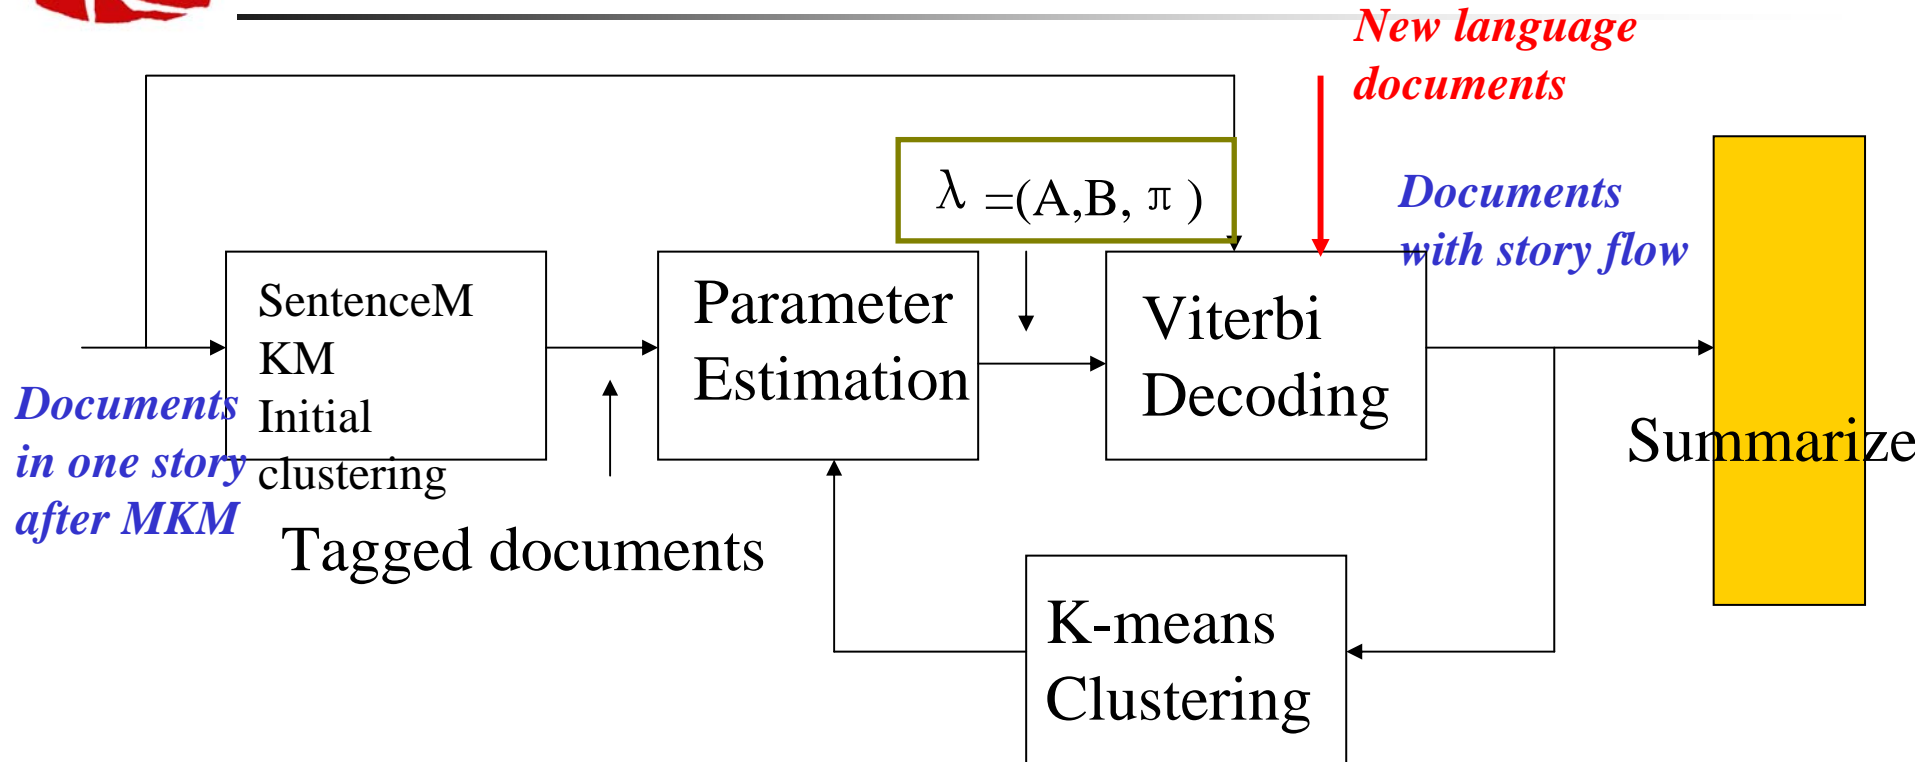 New language
documents
λ =(A,B, π )
Documents
with story flow
SentenceM
KM
Initial
clustering
Parameter
Estimation
Viterbi
Decoding
Documents
in one story
after MKM
Summarize
Tagged documents
K-means
Clustering